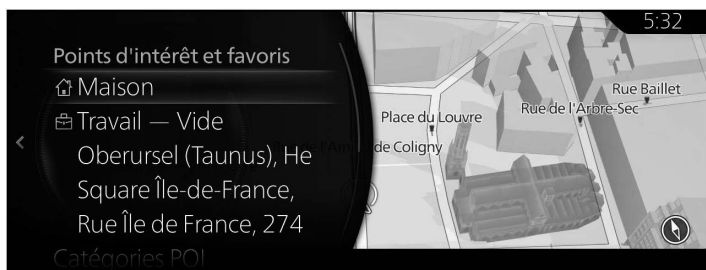 5:32
Points d'intérêt et favoris
Maison
Travail — Vide
Oberursel (Taunus), He
Square Île-de-France,
Rue Île de France, 274
Catégories POI
Rue Baillet
Rue de l'Arbre-Sec
Place du Louvre
de Coligny